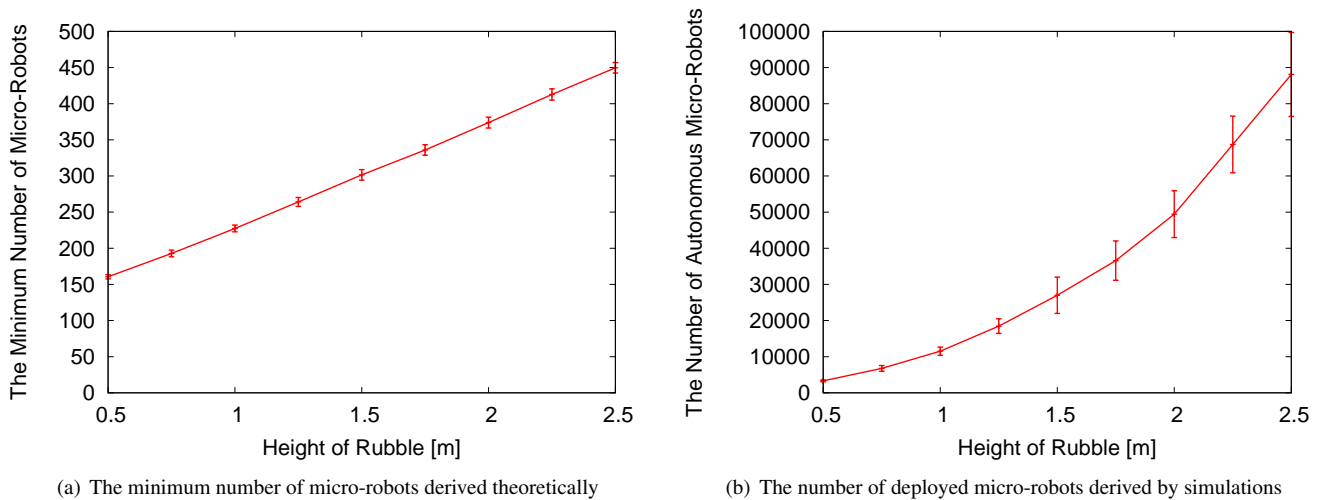 The Minimum Number of Micro-Robots
500
450
400
350
300
250
200
150
100
50
0
0.5 1 1.5 2 2.5
Height of Rubble [m]
(a) The minimum number of micro-robots derived theoretically
The Number of Autonomous Micro-Robots
100000
90000
80000
70000
60000
50000
40000
30000
20000
10000
0
0.5 1 1.5 2 2.5
Height of Rubble [m]
(b) The number of deployed micro-robots derived by simulations